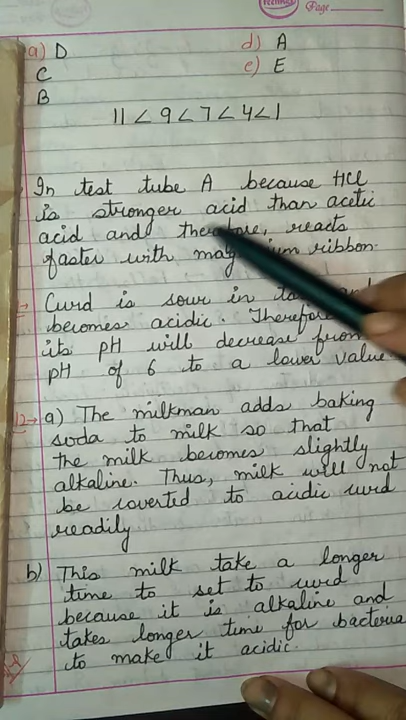 Page
a) D
d) A
C
e) E
B
11 < 9 < 7 < 4 < 1
In test tube A because HCl
is stronger acid than acetic
acid and therefore, reacts
faster with ribbon.
Curd is sour in and
becomes acidic. Therefore
its pH will decrease from
pH of 6 to a lower value
12→ a) The milkman adds baking
soda to milk so that
the milk becomes slightly
alkaline. Thus, milk will not
be coverted to acidic curd
readily
b) This milk take a longer
time to set to curd
because it is alkaline and
takes longer time for bacteria
to make it acidic.